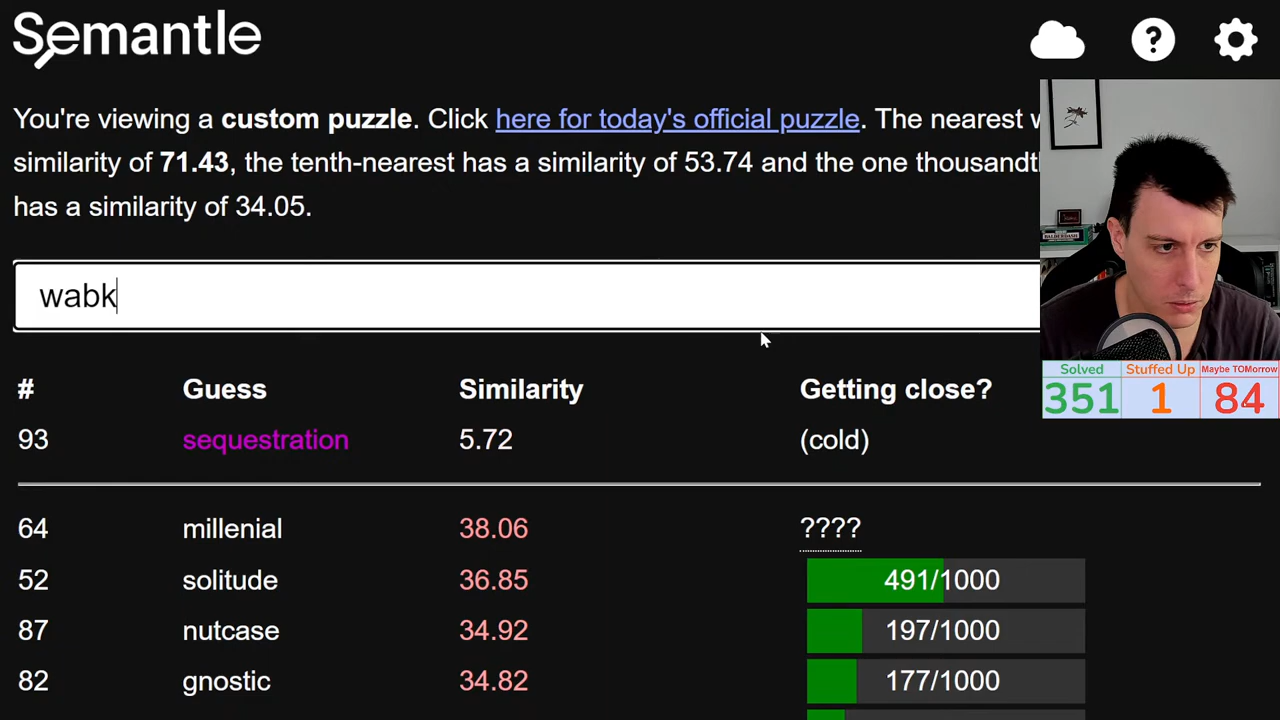 Semantle
?
You're viewing a custom puzzle. Click here for today's official puzzle. The nearest
similarity of 71.43, the tenth-nearest has a similarity of 53.74 and the one thousandth
has a similarity of 34.05.
wabk
Solved Stuffed Up Maybe TOMorrow
351 1 84
# Guess Similarity Getting close?
93 sequestration 5.72 (cold)
64 millenial 38.06 ????
52 solitude 36.85 491/1000
87 nutcase 34.92 197/1000
82 gnostic 34.82 177/1000